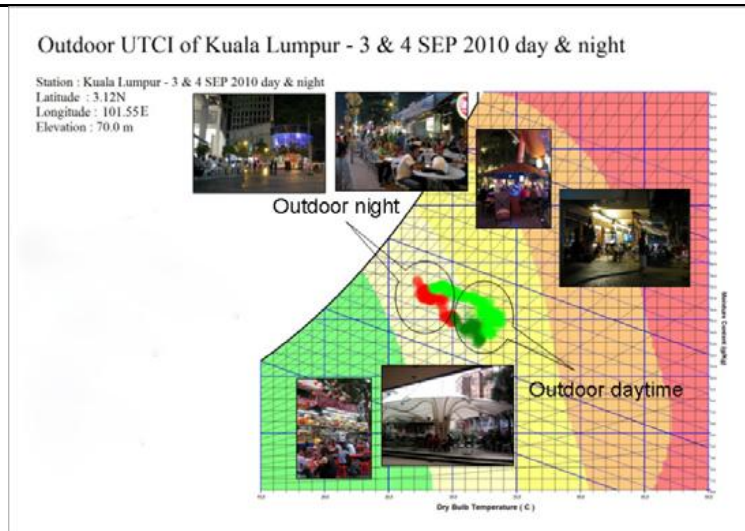 Outdoor UTCI of Kuala Lumpur - 3 & 4 SEP 2010 day & night
Station : Kuala Lumpur - 3 & 4 SEP 2010 day & night
Latitude : 3.12N
Longitude : 101.55E
Elevation : 70.0 m
Outdoor night
Outdoor daytime
Moisture Content (g/Kg)
Dry Bulb Temperature ( C )